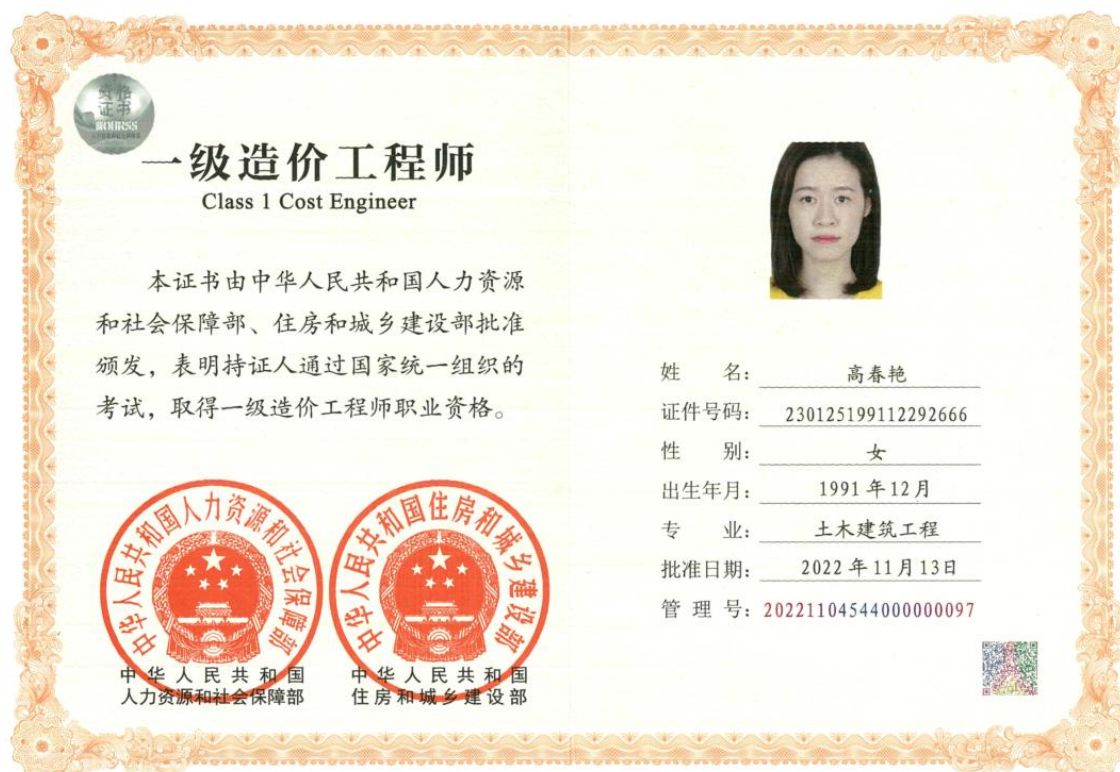 资格
证书
MOHRSS
一级造价工程师
Class 1 Cost Engineer
本证书由中华人民共和国人力资源
和社会保障部、住房和城乡建设部批准
颁发，表明持证人通过国家统一组织的
考试，取得一级造价工程师职业资格。
中华人民共和国人力资源和社会保障部
中华人民共和国住房和城乡建设部
中华人民共和国
人力资源和社会保障部
中华人民共和国
住房和城乡建设部
姓 名：高春艳
证件号码：230125199112292666
性 别：女
出生年月：1991年12月
专 业：土木建筑工程
批准日期：2022年11月13日
管 理 号：20221104544000000097